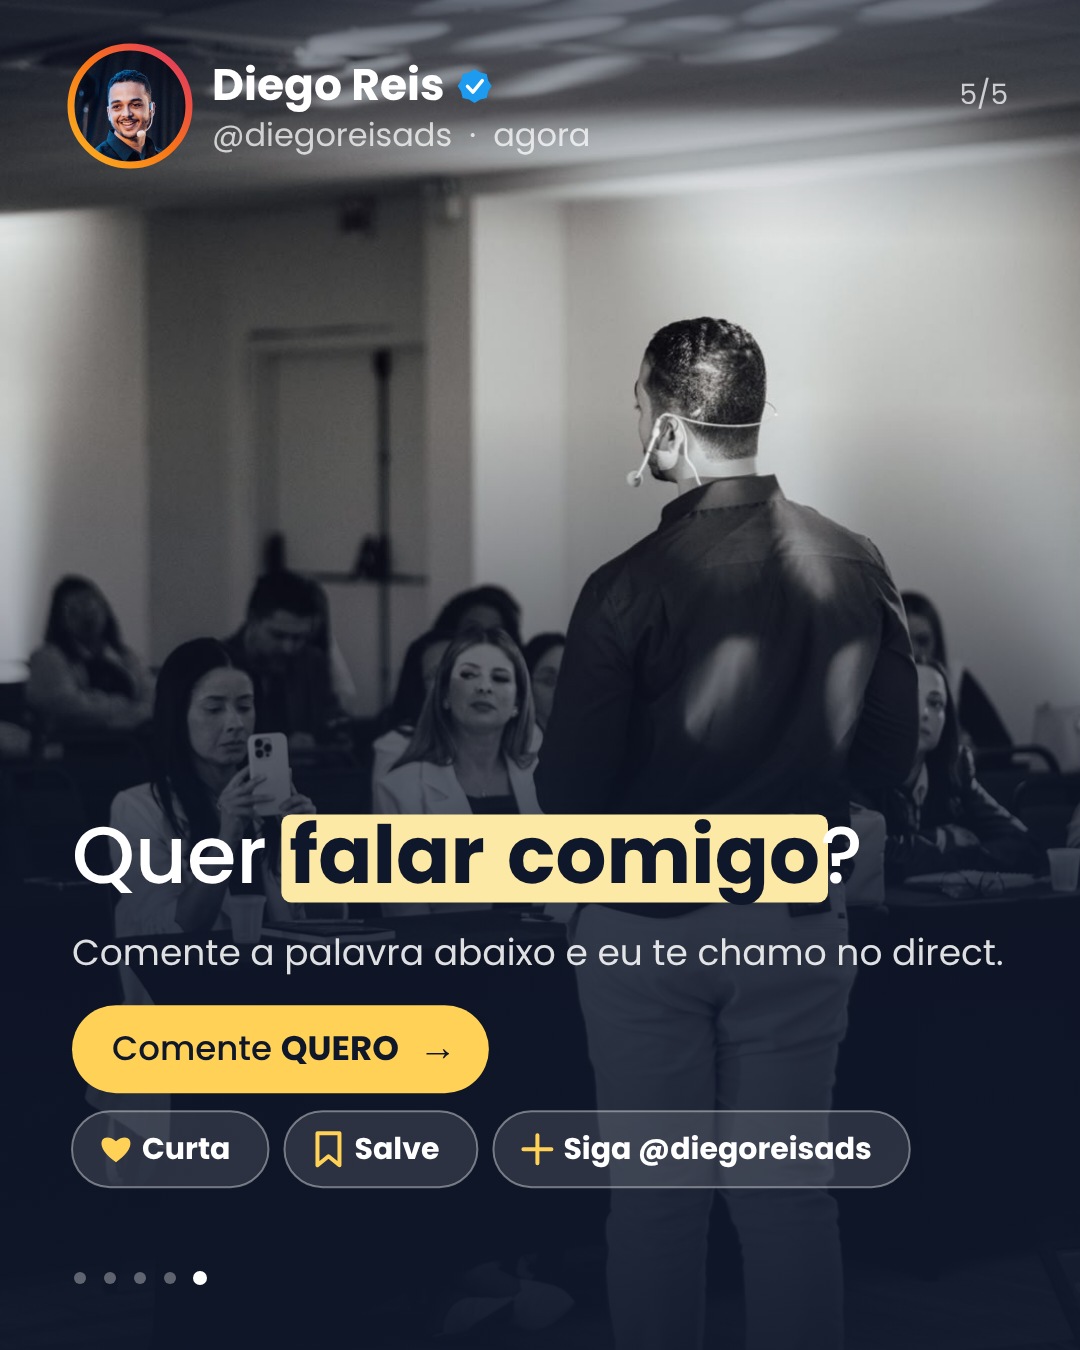 Diego Reis
@diegoreisads · agora
5/5
Quer falar comigo?
Comente a palavra abaixo e eu te chamo no direct.
Comente QUERO →
Curta
Salve
Siga @diegoreisads